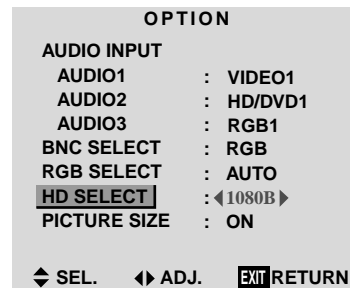 OPTION
AUDIO INPUT
AUDIO1 : VIDEO1
AUDIO2 : HD/DVD1
AUDIO3 : RGB1
BNC SELECT : RGB
RGB SELECT : AUTO
HD SELECT : ◀1080B▶
PICTURE SIZE : ON
SEL. ADJ. EXIT RETURN